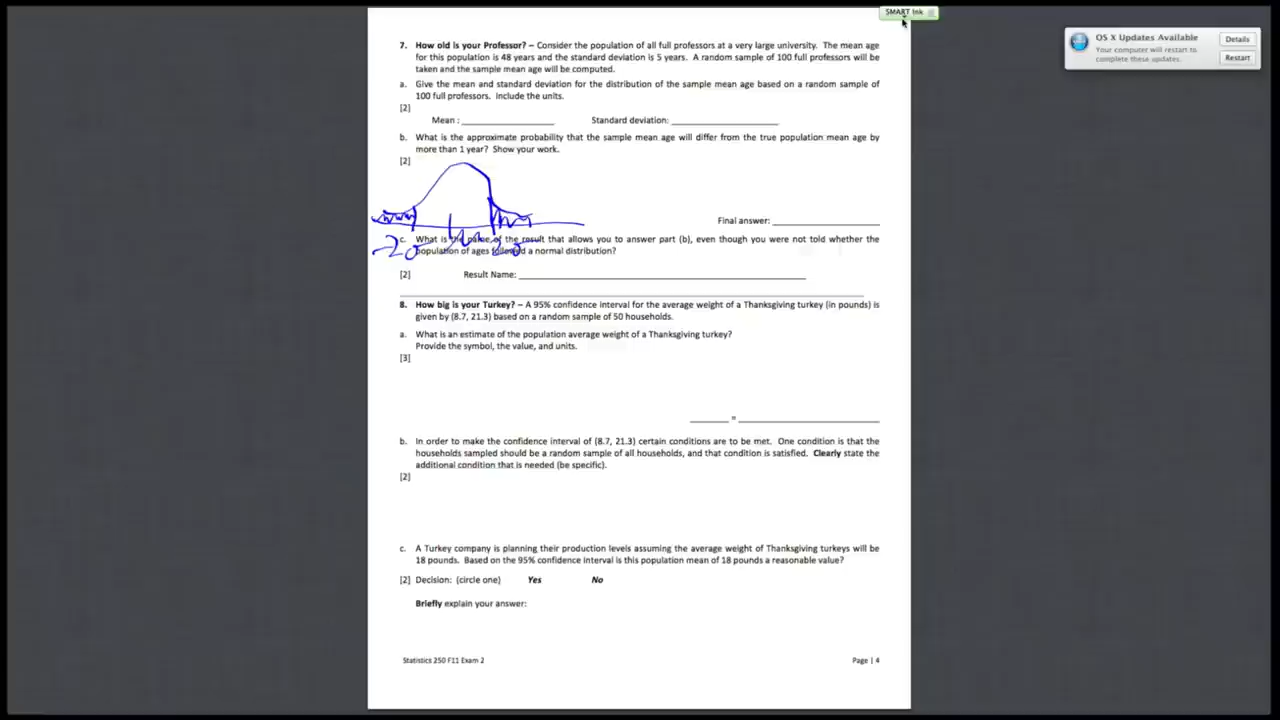 SMART Ink
OS X Updates Available
Your computer will restart to
complete these updates.
Details
Restart
7. How old is your Professor? – Consider the population of all full professors at a very large university. The mean age
for this population is 48 years and the standard deviation is 5 years. A random sample of 100 full professors will be
taken and the sample mean age will be computed.
a. Give the mean and standard deviation for the distribution of the sample mean age based on a random sample of
100 full professors. Include the units.
[2]
Mean : ____________ Standard deviation: ____________
b. What is the approximate probability that the sample mean age will differ from the true population mean age by
more than 1 year? Show your work.
[2]
Final answer: ____________
-2σ 2σ
c. What is the name of the result that allows you to answer part (b), even though you were not told whether the
population of ages followed a normal distribution?
[2] Result Name: ____________
8. How big is your Turkey? – A 95% confidence interval for the average weight of a Thanksgiving turkey (in pounds) is
given by (8.7, 21.3) based on a random sample of 50 households.
a. What is an estimate of the population average weight of a Thanksgiving turkey?
Provide the symbol, the value, and units.
[3]
______ = ____________
b. In order to make the confidence interval of (8.7, 21.3) certain conditions are to be met. One condition is that the
households sampled should be a random sample of all households, and that condition is satisfied. Clearly state the
additional condition that is needed (be specific).
[2]
c. A Turkey company is planning their production levels assuming the average weight of Thanksgiving turkeys will be
18 pounds. Based on the 95% confidence interval is this population mean of 18 pounds a reasonable value?
[2] Decision: (circle one) Yes No
Briefly explain your answer:
Statistics 250 F11 Exam 2 Page | 4